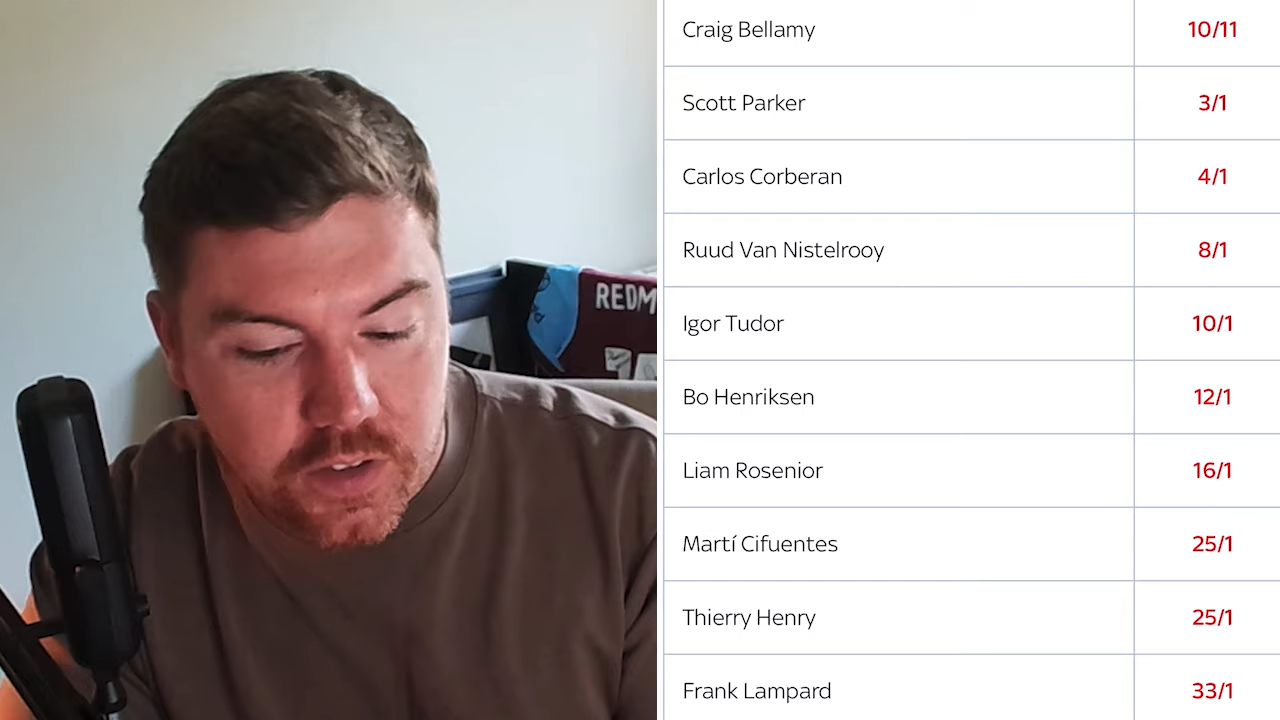 Craig Bellamy 10/11
Scott Parker 3/1
Carlos Corberan 4/1
Ruud Van Nistelrooy 8/1
Igor Tudor 10/1
Bo Henriksen 12/1
Liam Rosenior 16/1
Martí Cifuentes 25/1
Thierry Henry 25/1
Frank Lampard 33/1
REDM